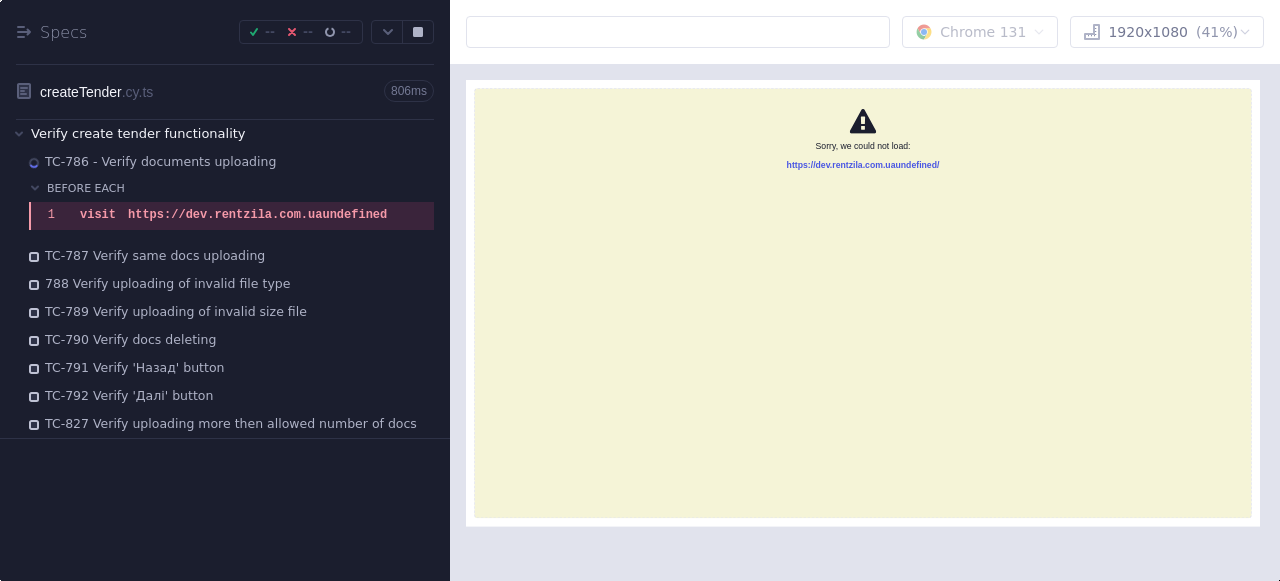 Specs
-- -- --
createTender.cy.ts 806ms
Verify create tender functionality
TC-786 - Verify documents uploading
BEFORE EACH
1 visit https://dev.rentzila.com.uaundefined
TC-787 Verify same docs uploading
788 Verify uploading of invalid file type
TC-789 Verify uploading of invalid size file
TC-790 Verify docs deleting
TC-791 Verify 'Назад' button
TC-792 Verify 'Далі' button
TC-827 Verify uploading more then allowed number of docs
Chrome 131
1920x1080 (41%)
Sorry, we could not load:
https://dev.rentzila.com.uaundefined/